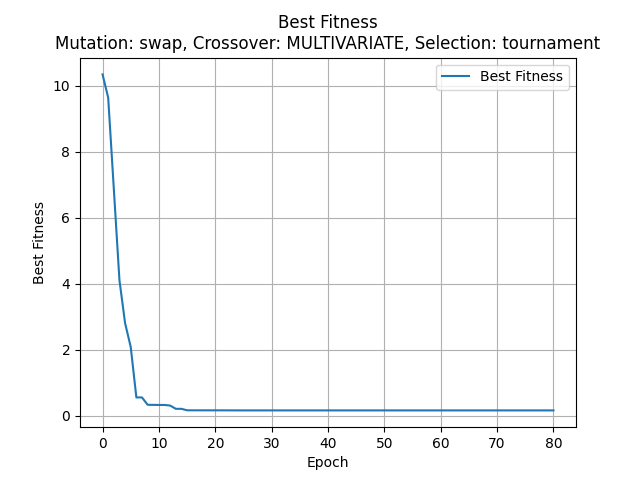 Best Fitness
Mutation: swap, Crossover: MULTIVARIATE, Selection: tournament
Best Fitness
10
8
6
4
2
0
Best Fitness
0 10 20 30 40 50 60 70 80
Epoch